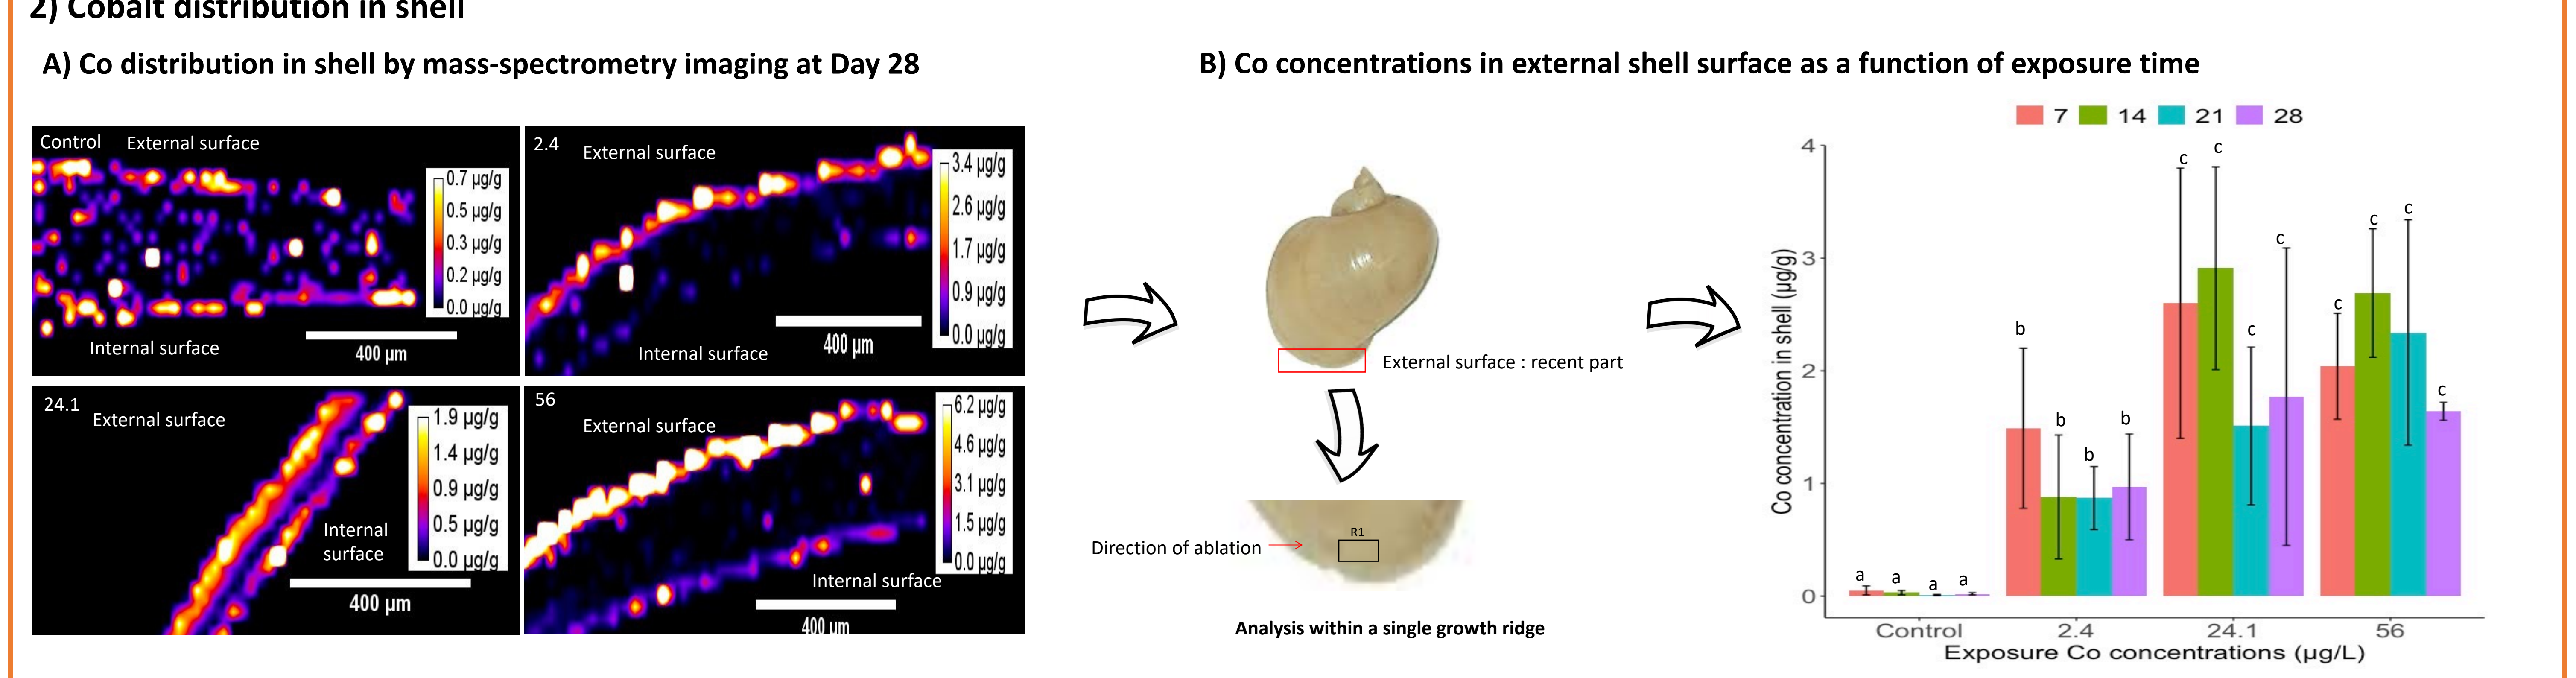 2) Cobalt distribution in shell
A) Co distribution in shell by mass-spectrometry imaging at Day 28
B) Co concentrations in external shell surface as a function of exposure time
Control
External surface
0.7 µg/g
0.5 µg/g
0.3 µg/g
0.2 µg/g
0.0 µg/g
Internal surface
400 µm
2.4
External surface
3.4 µg/g
2.6 µg/g
1.7 µg/g
0.9 µg/g
0.0 µg/g
Internal surface
400 µm
24.1
External surface
1.9 µg/g
1.4 µg/g
0.9 µg/g
0.5 µg/g
0.0 µg/g
Internal
surface
400 µm
56
External surface
6.2 µg/g
4.6 µg/g
3.1 µg/g
1.5 µg/g
0.0 µg/g
Internal surface
400 µm
External surface : recent part
R1
Direction of ablation
Analysis within a single growth ridge
7 14 21 28
Co concentration in shell (µg/g)
4
3
2
1
0
a a a a
b b b b
c c c c
c c c c
Control 2.4 24.1 56
Exposure Co concentrations (µg/L)